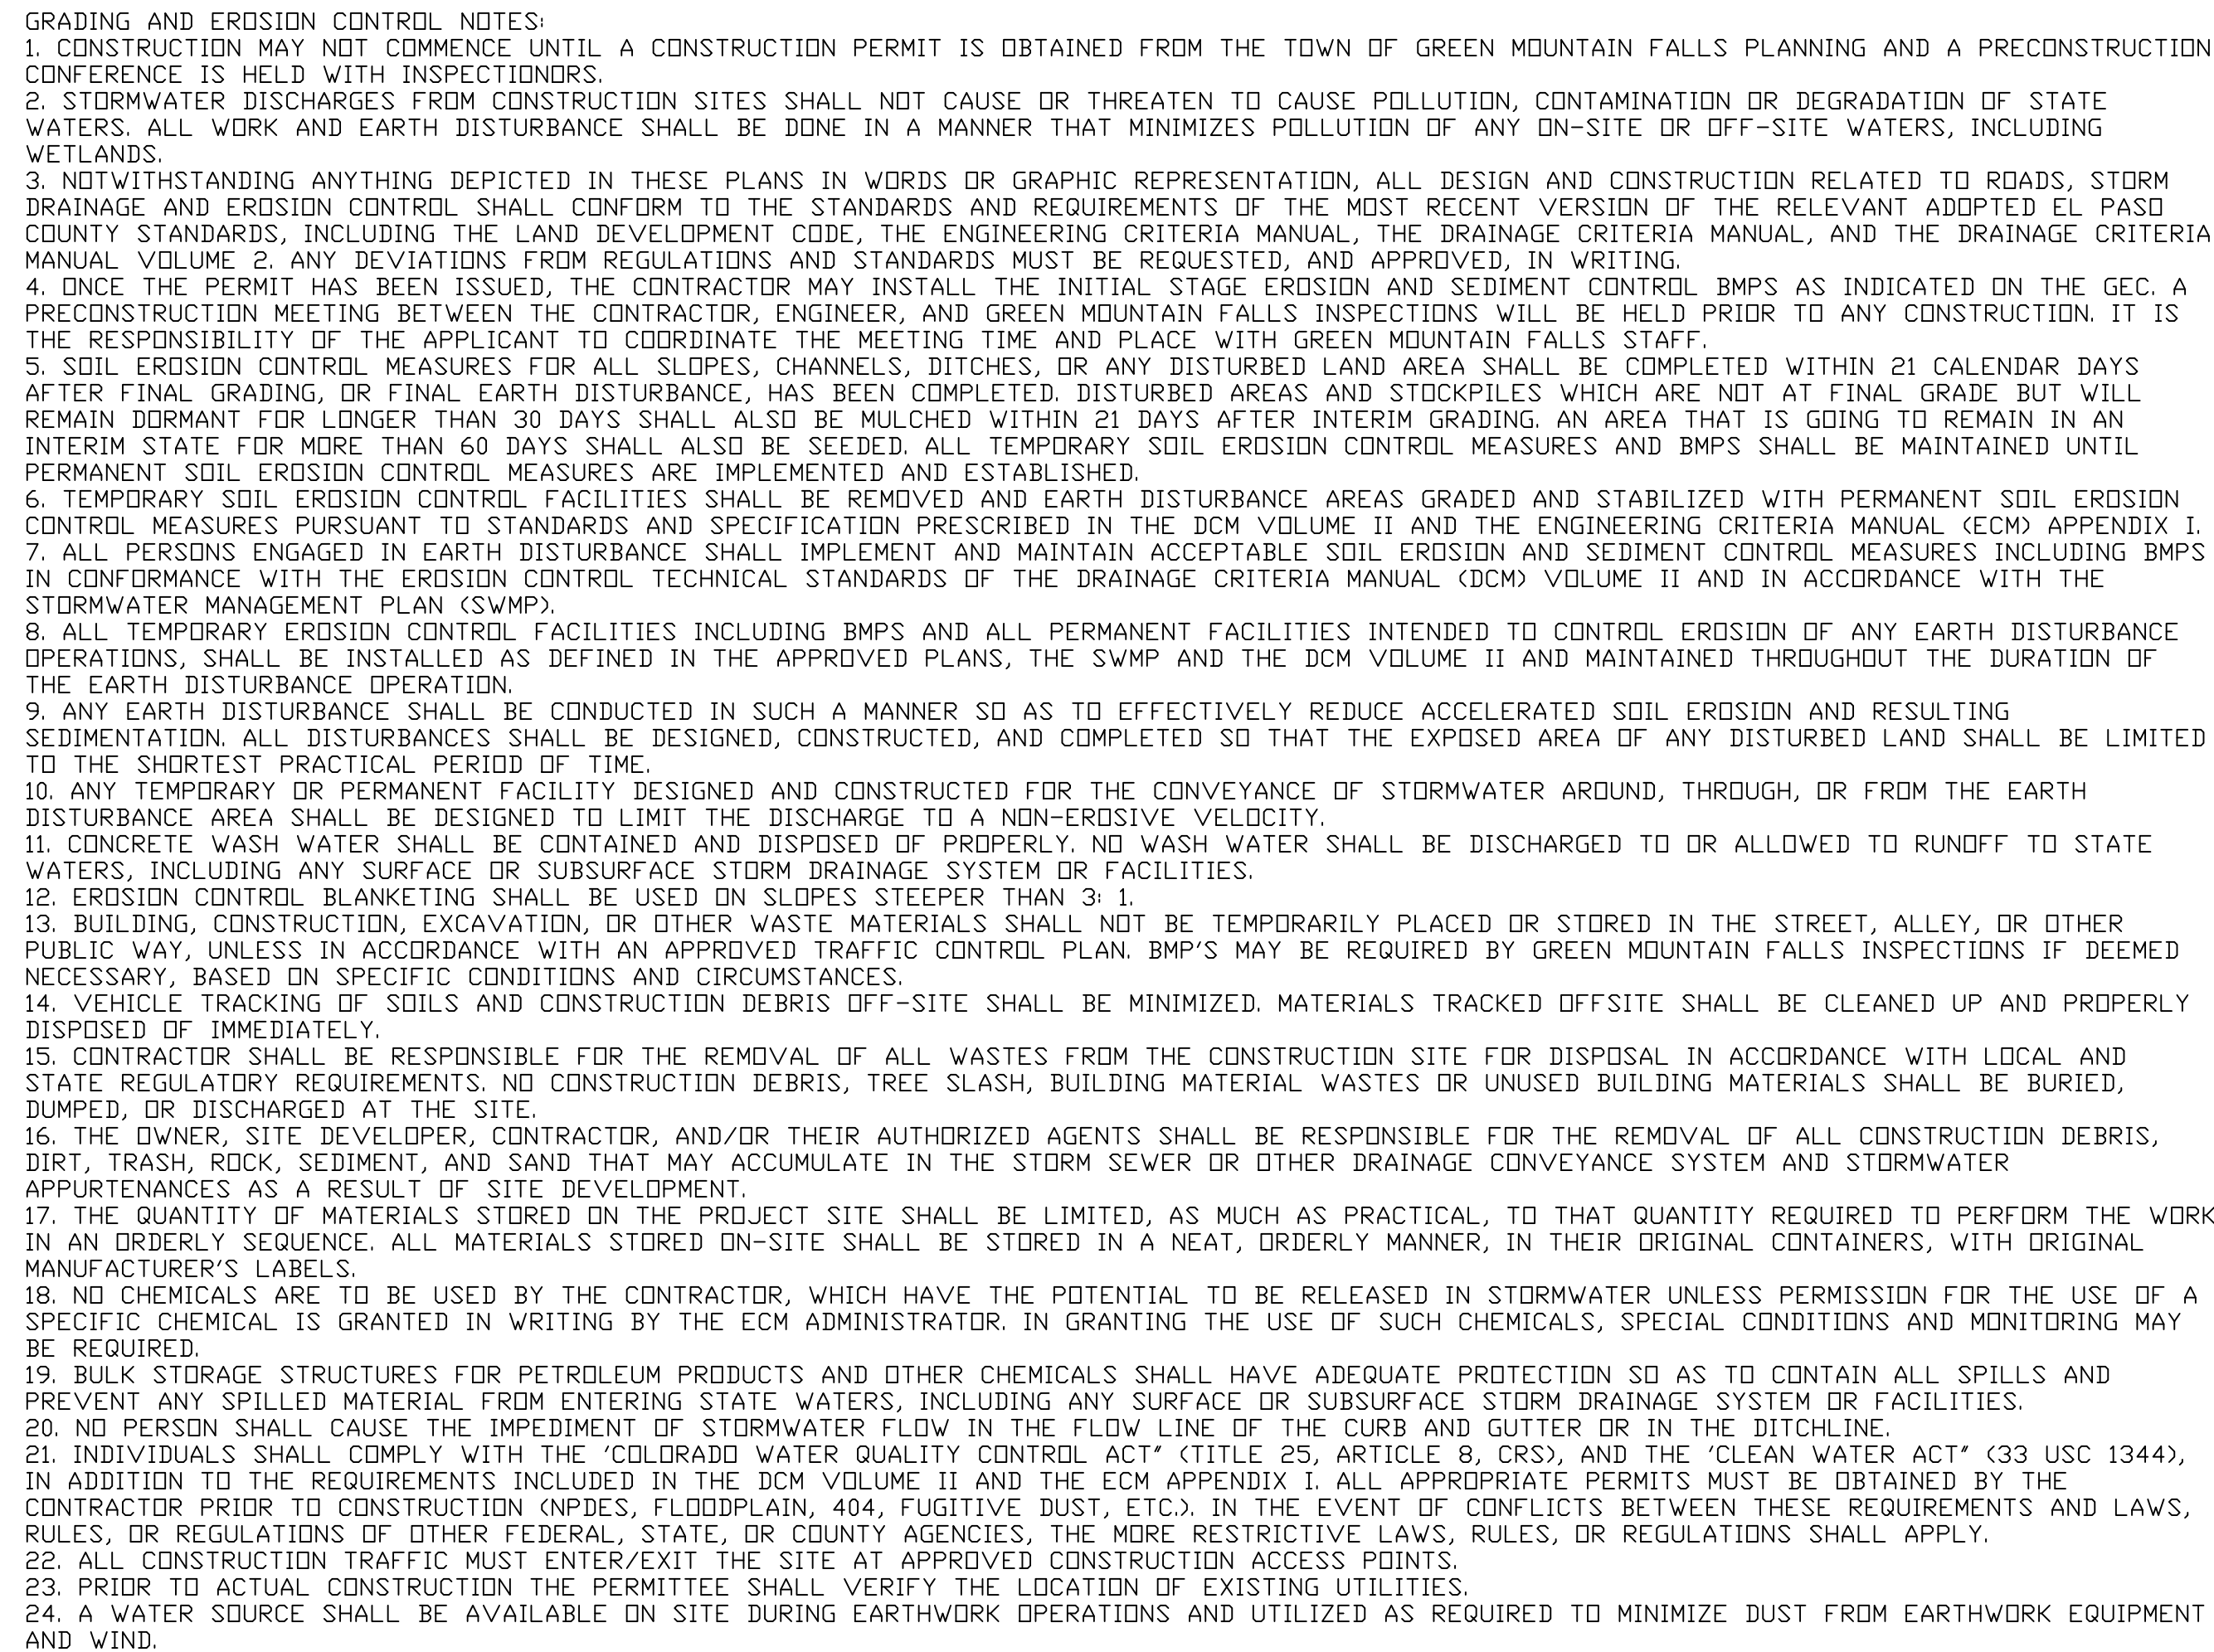 GRADING AND EROSION CONTROL NOTES:
1. CONSTRUCTION MAY NOT COMMENCE UNTIL A CONSTRUCTION PERMIT IS OBTAINED FROM THE TOWN OF GREEN MOUNTAIN FALLS PLANNING AND A PRECONSTRUCTION
CONFERENCE IS HELD WITH INSPECTIONORS.
2. STORMWATER DISCHARGES FROM CONSTRUCTION SITES SHALL NOT CAUSE OR THREATEN TO CAUSE POLLUTION, CONTAMINATION OR DEGRADATION OF STATE
WATERS. ALL WORK AND EARTH DISTURBANCE SHALL BE DONE IN A MANNER THAT MINIMIZES POLLUTION OF ANY ON-SITE OR OFF-SITE WATERS, INCLUDING
WETLANDS.
3. NOTWITHSTANDING ANYTHING DEPICTED IN THESE PLANS IN WORDS OR GRAPHIC REPRESENTATION, ALL DESIGN AND CONSTRUCTION RELATED TO ROADS, STORM
DRAINAGE AND EROSION CONTROL SHALL CONFORM TO THE STANDARDS AND REQUIREMENTS OF THE MOST RECENT VERSION OF THE RELEVANT ADOPTED EL PASO
COUNTY STANDARDS, INCLUDING THE LAND DEVELOPMENT CODE, THE ENGINEERING CRITERIA MANUAL, THE DRAINAGE CRITERIA MANUAL, AND THE DRAINAGE CRITERIA
MANUAL VOLUME 2. ANY DEVIATIONS FROM REGULATIONS AND STANDARDS MUST BE REQUESTED, AND APPROVED, IN WRITING.
4. ONCE THE PERMIT HAS BEEN ISSUED, THE CONTRACTOR MAY INSTALL THE INITIAL STAGE EROSION AND SEDIMENT CONTROL BMPS AS INDICATED ON THE GEC. A
PRECONSTRUCTION MEETING BETWEEN THE CONTRACTOR, ENGINEER, AND GREEN MOUNTAIN FALLS INSPECTIONS WILL BE HELD PRIOR TO ANY CONSTRUCTION. IT IS
THE RESPONSIBILITY OF THE APPLICANT TO COORDINATE THE MEETING TIME AND PLACE WITH GREEN MOUNTAIN FALLS STAFF.
5. SOIL EROSION CONTROL MEASURES FOR ALL SLOPES, CHANNELS, DITCHES, OR ANY DISTURBED LAND AREA SHALL BE COMPLETED WITHIN 21 CALENDAR DAYS
AFTER FINAL GRADING, OR FINAL EARTH DISTURBANCE, HAS BEEN COMPLETED. DISTURBED AREAS AND STOCKPILES WHICH ARE NOT AT FINAL GRADE BUT WILL
REMAIN DORMANT FOR LONGER THAN 30 DAYS SHALL ALSO BE MULCHED WITHIN 21 DAYS AFTER INTERIM GRADING. AN AREA THAT IS GOING TO REMAIN IN AN
INTERIM STATE FOR MORE THAN 60 DAYS SHALL ALSO BE SEEDED. ALL TEMPORARY SOIL EROSION CONTROL MEASURES AND BMPS SHALL BE MAINTAINED UNTIL
PERMANENT SOIL EROSION CONTROL MEASURES ARE IMPLEMENTED AND ESTABLISHED.
6. TEMPORARY SOIL EROSION CONTROL FACILITIES SHALL BE REMOVED AND EARTH DISTURBANCE AREAS GRADED AND STABILIZED WITH PERMANENT SOIL EROSION
CONTROL MEASURES PURSUANT TO STANDARDS AND SPECIFICATION PRESCRIBED IN THE DCM VOLUME II AND THE ENGINEERING CRITERIA MANUAL (ECM) APPENDIX I.
7. ALL PERSONS ENGAGED IN EARTH DISTURBANCE SHALL IMPLEMENT AND MAINTAIN ACCEPTABLE SOIL EROSION AND SEDIMENT CONTROL MEASURES INCLUDING BMPS
IN CONFORMANCE WITH THE EROSION CONTROL TECHNICAL STANDARDS OF THE DRAINAGE CRITERIA MANUAL (DCM) VOLUME II AND IN ACCORDANCE WITH THE
STORMWATER MANAGEMENT PLAN (SWMP).
8. ALL TEMPORARY EROSION CONTROL FACILITIES INCLUDING BMPS AND ALL PERMANENT FACILITIES INTENDED TO CONTROL EROSION OF ANY EARTH DISTURBANCE
OPERATIONS, SHALL BE INSTALLED AS DEFINED IN THE APPROVED PLANS, THE SWMP AND THE DCM VOLUME II AND MAINTAINED THROUGHOUT THE DURATION OF
THE EARTH DISTURBANCE OPERATION.
9. ANY EARTH DISTURBANCE SHALL BE CONDUCTED IN SUCH A MANNER SO AS TO EFFECTIVELY REDUCE ACCELERATED SOIL EROSION AND RESULTING
SEDIMENTATION. ALL DISTURBANCES SHALL BE DESIGNED, CONSTRUCTED, AND COMPLETED SO THAT THE EXPOSED AREA OF ANY DISTURBED LAND SHALL BE LIMITED
TO THE SHORTEST PRACTICAL PERIOD OF TIME.
10. ANY TEMPORARY OR PERMANENT FACILITY DESIGNED AND CONSTRUCTED FOR THE CONVEYANCE OF STORMWATER AROUND, THROUGH, OR FROM THE EARTH
DISTURBANCE AREA SHALL BE DESIGNED TO LIMIT THE DISCHARGE TO A NON-EROSIVE VELOCITY.
11. CONCRETE WASH WATER SHALL BE CONTAINED AND DISPOSED OF PROPERLY. NO WASH WATER SHALL BE DISCHARGED TO OR ALLOWED TO RUNOFF TO STATE
WATERS, INCLUDING ANY SURFACE OR SUBSURFACE STORM DRAINAGE SYSTEM OR FACILITIES.
12. EROSION CONTROL BLANKETING SHALL BE USED ON SLOPES STEEPER THAN 3: 1.
13. BUILDING, CONSTRUCTION, EXCAVATION, OR OTHER WASTE MATERIALS SHALL NOT BE TEMPORARILY PLACED OR STORED IN THE STREET, ALLEY, OR OTHER
PUBLIC WAY, UNLESS IN ACCORDANCE WITH AN APPROVED TRAFFIC CONTROL PLAN. BMP'S MAY BE REQUIRED BY GREEN MOUNTAIN FALLS INSPECTIONS IF DEEMED
NECESSARY, BASED ON SPECIFIC CONDITIONS AND CIRCUMSTANCES.
14. VEHICLE TRACKING OF SOILS AND CONSTRUCTION DEBRIS OFF-SITE SHALL BE MINIMIZED. MATERIALS TRACKED OFFSITE SHALL BE CLEANED UP AND PROPERLY
DISPOSED OF IMMEDIATELY.
15. CONTRACTOR SHALL BE RESPONSIBLE FOR THE REMOVAL OF ALL WASTES FROM THE CONSTRUCTION SITE FOR DISPOSAL IN ACCORDANCE WITH LOCAL AND
STATE REGULATORY REQUIREMENTS. NO CONSTRUCTION DEBRIS, TREE SLASH, BUILDING MATERIAL WASTES OR UNUSED BUILDING MATERIALS SHALL BE BURIED,
DUMPED, OR DISCHARGED AT THE SITE.
16. THE OWNER, SITE DEVELOPER, CONTRACTOR, AND/OR THEIR AUTHORIZED AGENTS SHALL BE RESPONSIBLE FOR THE REMOVAL OF ALL CONSTRUCTION DEBRIS,
DIRT, TRASH, ROCK, SEDIMENT, AND SAND THAT MAY ACCUMULATE IN THE STORM SEWER OR OTHER DRAINAGE CONVEYANCE SYSTEM AND STORMWATER
APPURTENANCES AS A RESULT OF SITE DEVELOPMENT.
17. THE QUANTITY OF MATERIALS STORED ON THE PROJECT SITE SHALL BE LIMITED, AS MUCH AS PRACTICAL, TO THAT QUANTITY REQUIRED TO PERFORM THE WORK
IN AN ORDERLY SEQUENCE. ALL MATERIALS STORED ON-SITE SHALL BE STORED IN A NEAT, ORDERLY MANNER, IN THEIR ORIGINAL CONTAINERS, WITH ORIGINAL
MANUFACTURER'S LABELS.
18. NO CHEMICALS ARE TO BE USED BY THE CONTRACTOR, WHICH HAVE THE POTENTIAL TO BE RELEASED IN STORMWATER UNLESS PERMISSION FOR THE USE OF A
SPECIFIC CHEMICAL IS GRANTED IN WRITING BY THE ECM ADMINISTRATOR. IN GRANTING THE USE OF SUCH CHEMICALS, SPECIAL CONDITIONS AND MONITORING MAY
BE REQUIRED.
19. BULK STORAGE STRUCTURES FOR PETROLEUM PRODUCTS AND OTHER CHEMICALS SHALL HAVE ADEQUATE PROTECTION SO AS TO CONTAIN ALL SPILLS AND
PREVENT ANY SPILLED MATERIAL FROM ENTERING STATE WATERS, INCLUDING ANY SURFACE OR SUBSURFACE STORM DRAINAGE SYSTEM OR FACILITIES.
20. NO PERSON SHALL CAUSE THE IMPEDIMENT OF STORMWATER FLOW IN THE FLOW LINE OF THE CURB AND GUTTER OR IN THE DITCHLINE.
21. INDIVIDUALS SHALL COMPLY WITH THE 'COLORADO WATER QUALITY CONTROL ACT" (TITLE 25, ARTICLE 8, CRS), AND THE 'CLEAN WATER ACT" (33 USC 1344),
IN ADDITION TO THE REQUIREMENTS INCLUDED IN THE DCM VOLUME II AND THE ECM APPENDIX I. ALL APPROPRIATE PERMITS MUST BE OBTAINED BY THE
CONTRACTOR PRIOR TO CONSTRUCTION (NPDES, FLOODPLAIN, 404, FUGITIVE DUST, ETC.). IN THE EVENT OF CONFLICTS BETWEEN THESE REQUIREMENTS AND LAWS,
RULES, OR REGULATIONS OF OTHER FEDERAL, STATE, OR COUNTY AGENCIES, THE MORE RESTRICTIVE LAWS, RULES, OR REGULATIONS SHALL APPLY.
22. ALL CONSTRUCTION TRAFFIC MUST ENTER/EXIT THE SITE AT APPROVED CONSTRUCTION ACCESS POINTS.
23. PRIOR TO ACTUAL CONSTRUCTION THE PERMITTEE SHALL VERIFY THE LOCATION OF EXISTING UTILITIES.
24. A WATER SOURCE SHALL BE AVAILABLE ON SITE DURING EARTHWORK OPERATIONS AND UTILIZED AS REQUIRED TO MINIMIZE DUST FROM EARTHWORK EQUIPMENT
AND WIND.